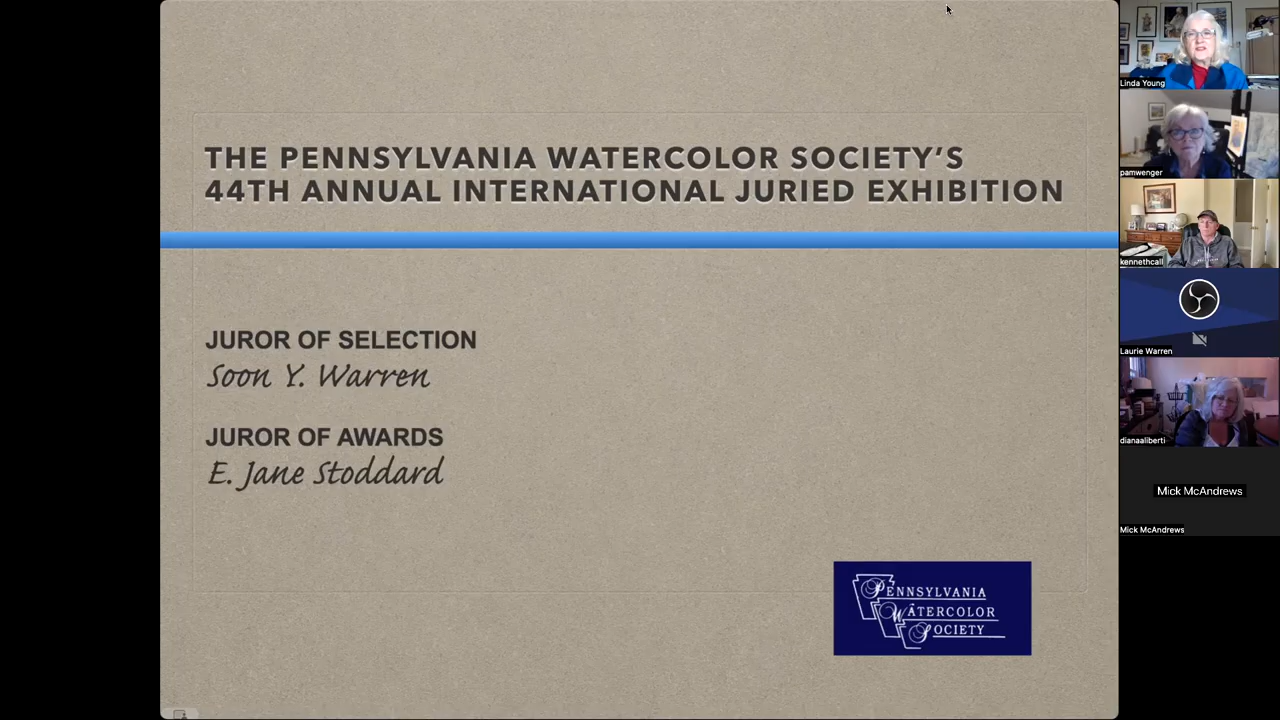 THE PENNSYLVANIA WATERCOLOR SOCIETY'S
44TH ANNUAL INTERNATIONAL JURIED EXHIBITION
JUROR OF SELECTION
Soon Y. Warren
JUROR OF AWARDS
E. Jane Stoddard
PENNSYLVANIA
WATERCOLOR
SOCIETY
Linda Young
pamwenger
kennethcall
Laurie Warren
dianaaliberti
Mick McAndrews
Mick McAndrews